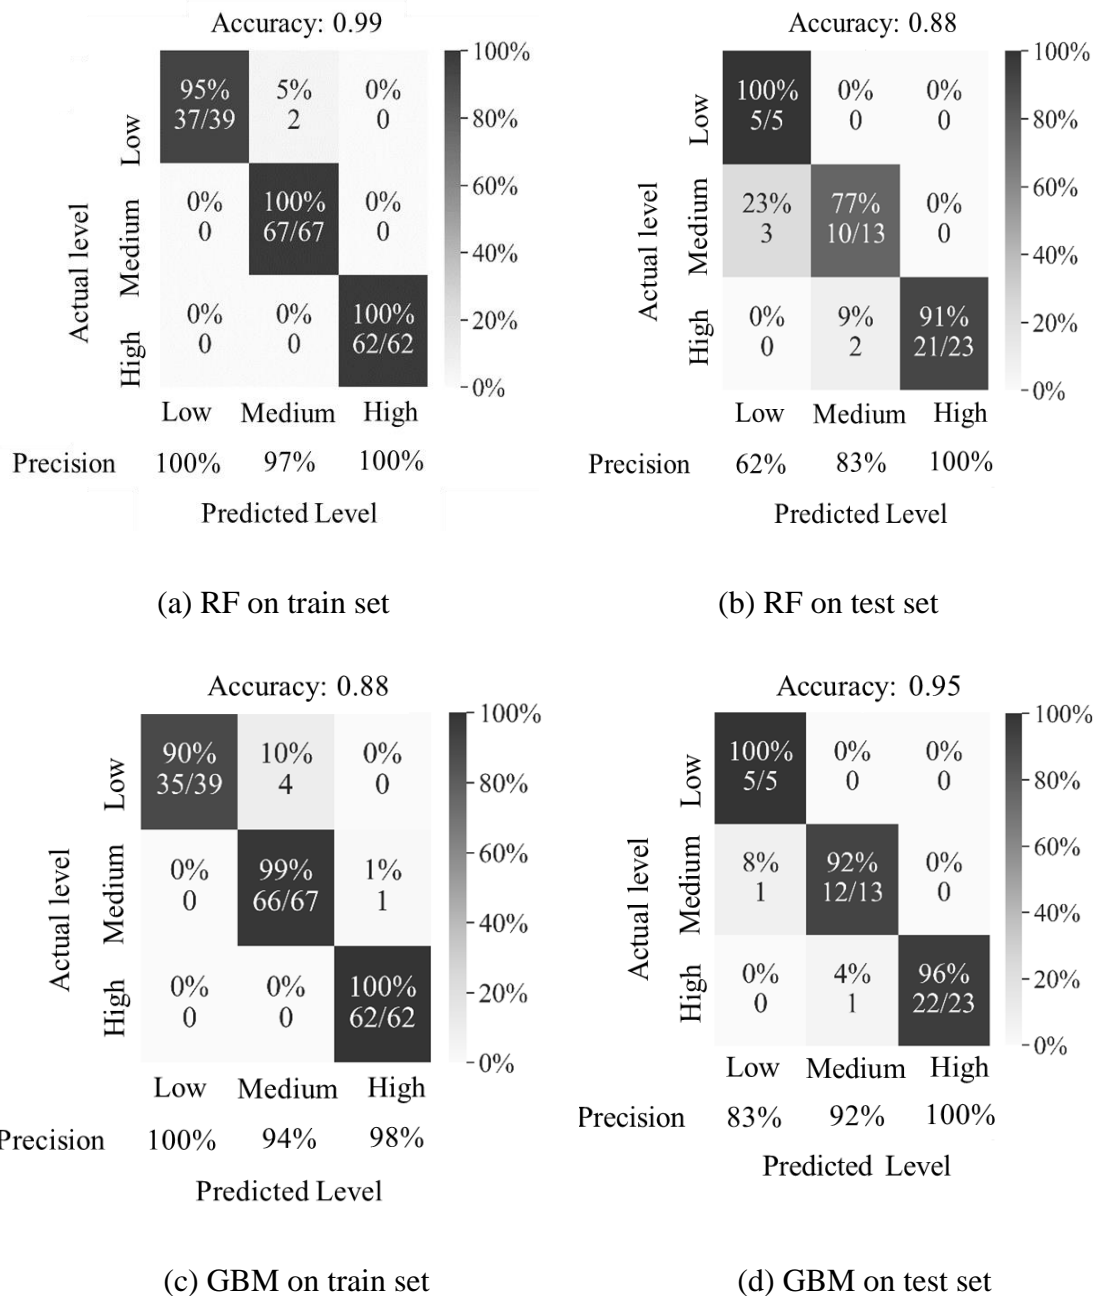 Accuracy: 0.99
100%
80%
60%
40%
20%
0%
Actual level
Low
Medium
High
95% 5% 0%
37/39 2 0
0% 100% 0%
0 67/67 0
0% 0% 100%
0 0 62/62
Low Medium High
Precision 100% 97% 100%
Predicted Level
(a) RF on train set
Accuracy: 0.88
100%
80%
60%
40%
20%
0%
Actual level
Low
Medium
High
100% 0% 0%
5/5 0 0
23% 77% 0%
3 10/13 0
0% 9% 91%
0 2 21/23
Low Medium High
Precision 62% 83% 100%
Predicted Level
(b) RF on test set
Accuracy: 0.88
100%
80%
60%
40%
20%
0%
Actual level
Low
Medium
High
90% 10% 0%
35/39 4 0
0% 99% 1%
0 66/67 1
0% 0% 100%
0 0 62/62
Low Medium High
Precision 100% 94% 98%
Predicted Level
(c) GBM on train set
Accuracy: 0.95
100%
80%
60%
40%
20%
0%
Actual level
Low
Medium
High
100% 0% 0%
5/5 0 0
8% 92% 0%
1 12/13 0
0% 4% 96%
0 1 22/23
Low Medium High
Precision 83% 92% 100%
Predicted Level
(d) GBM on test set